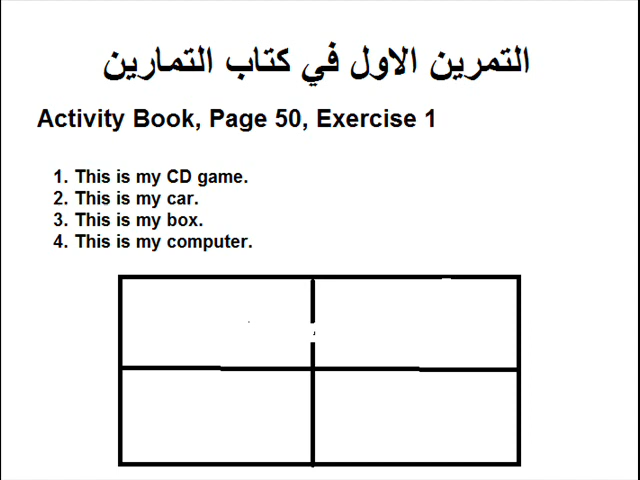 التمرين الاول في كتاب التمارين
Activity Book, Page 50, Exercise 1
1. This is my CD game.
2. This is my car.
3. This is my box.
4. This is my computer.